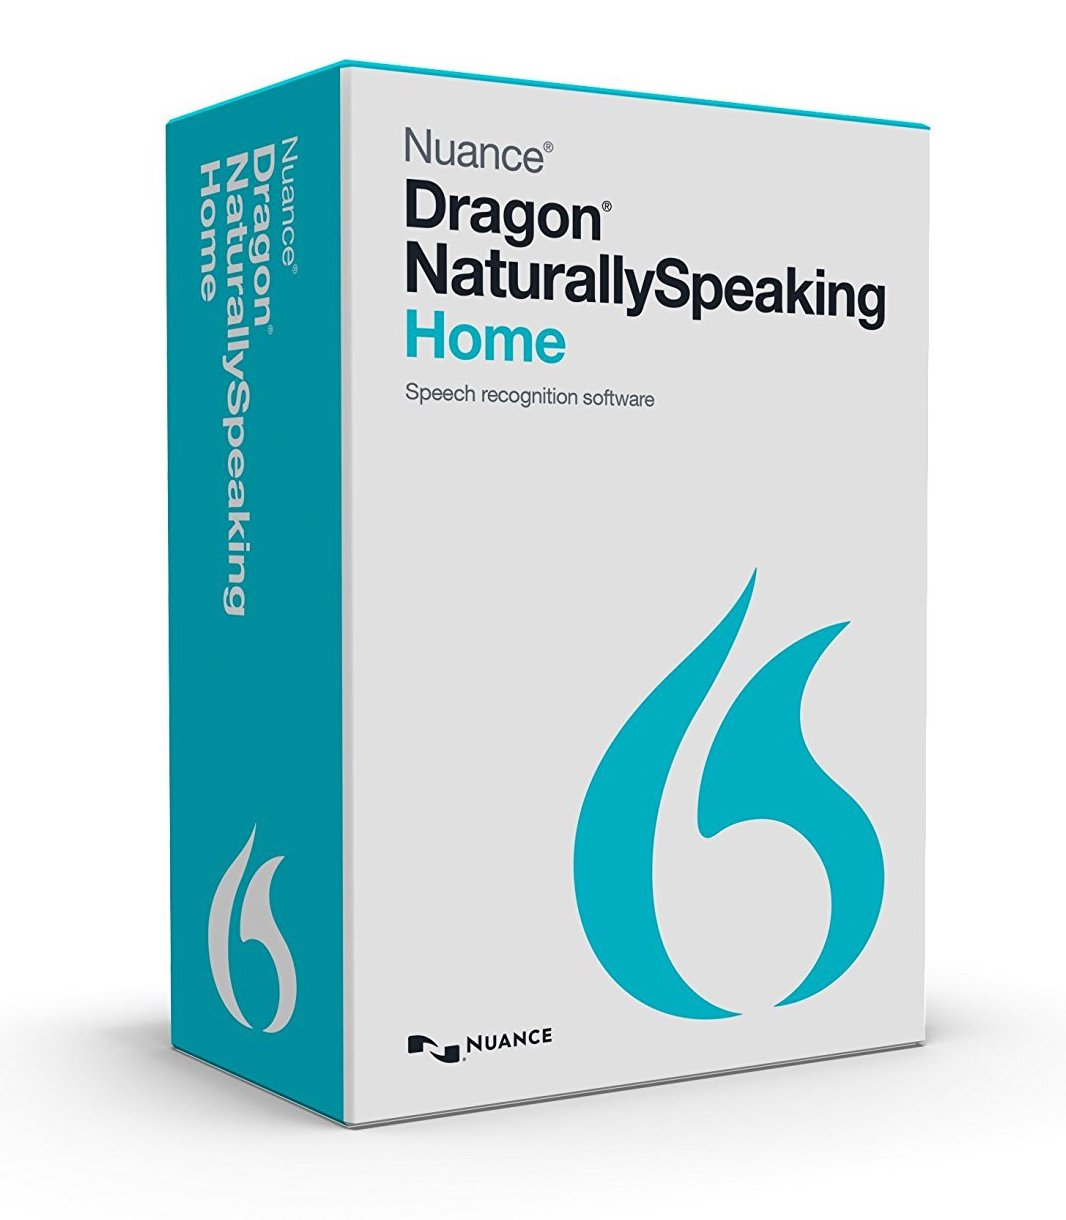 Nuance®
Dragon®
NaturallySpeaking
Home
Speech recognition software
NUANCE®
Nuance®
Dragon®
NaturallySpeaking
Home